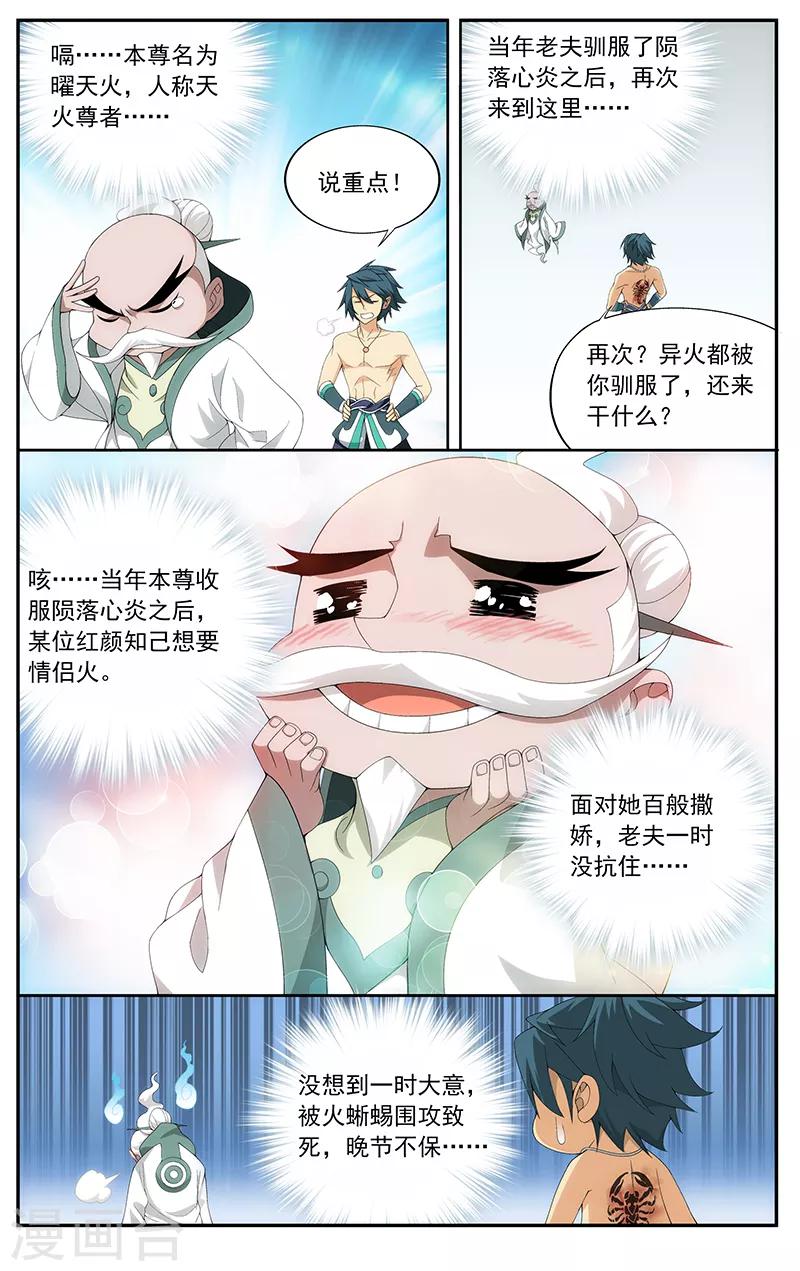 嗝……本尊名为
曜天火，人称天
火尊者……
说重点！
当年老夫驯服了陨
落心炎之后，再次
来到这里……
再次？异火都被
你驯服了，还来
干什么？
咳……当年本尊收
服陨落心炎之后，
某位红颜知己想要
情侣火。
面对她百般撒
娇，老夫一时
没抗住……
没想到一时大意，
被火蜥蜴围攻致
死，晚节不保……
漫画台